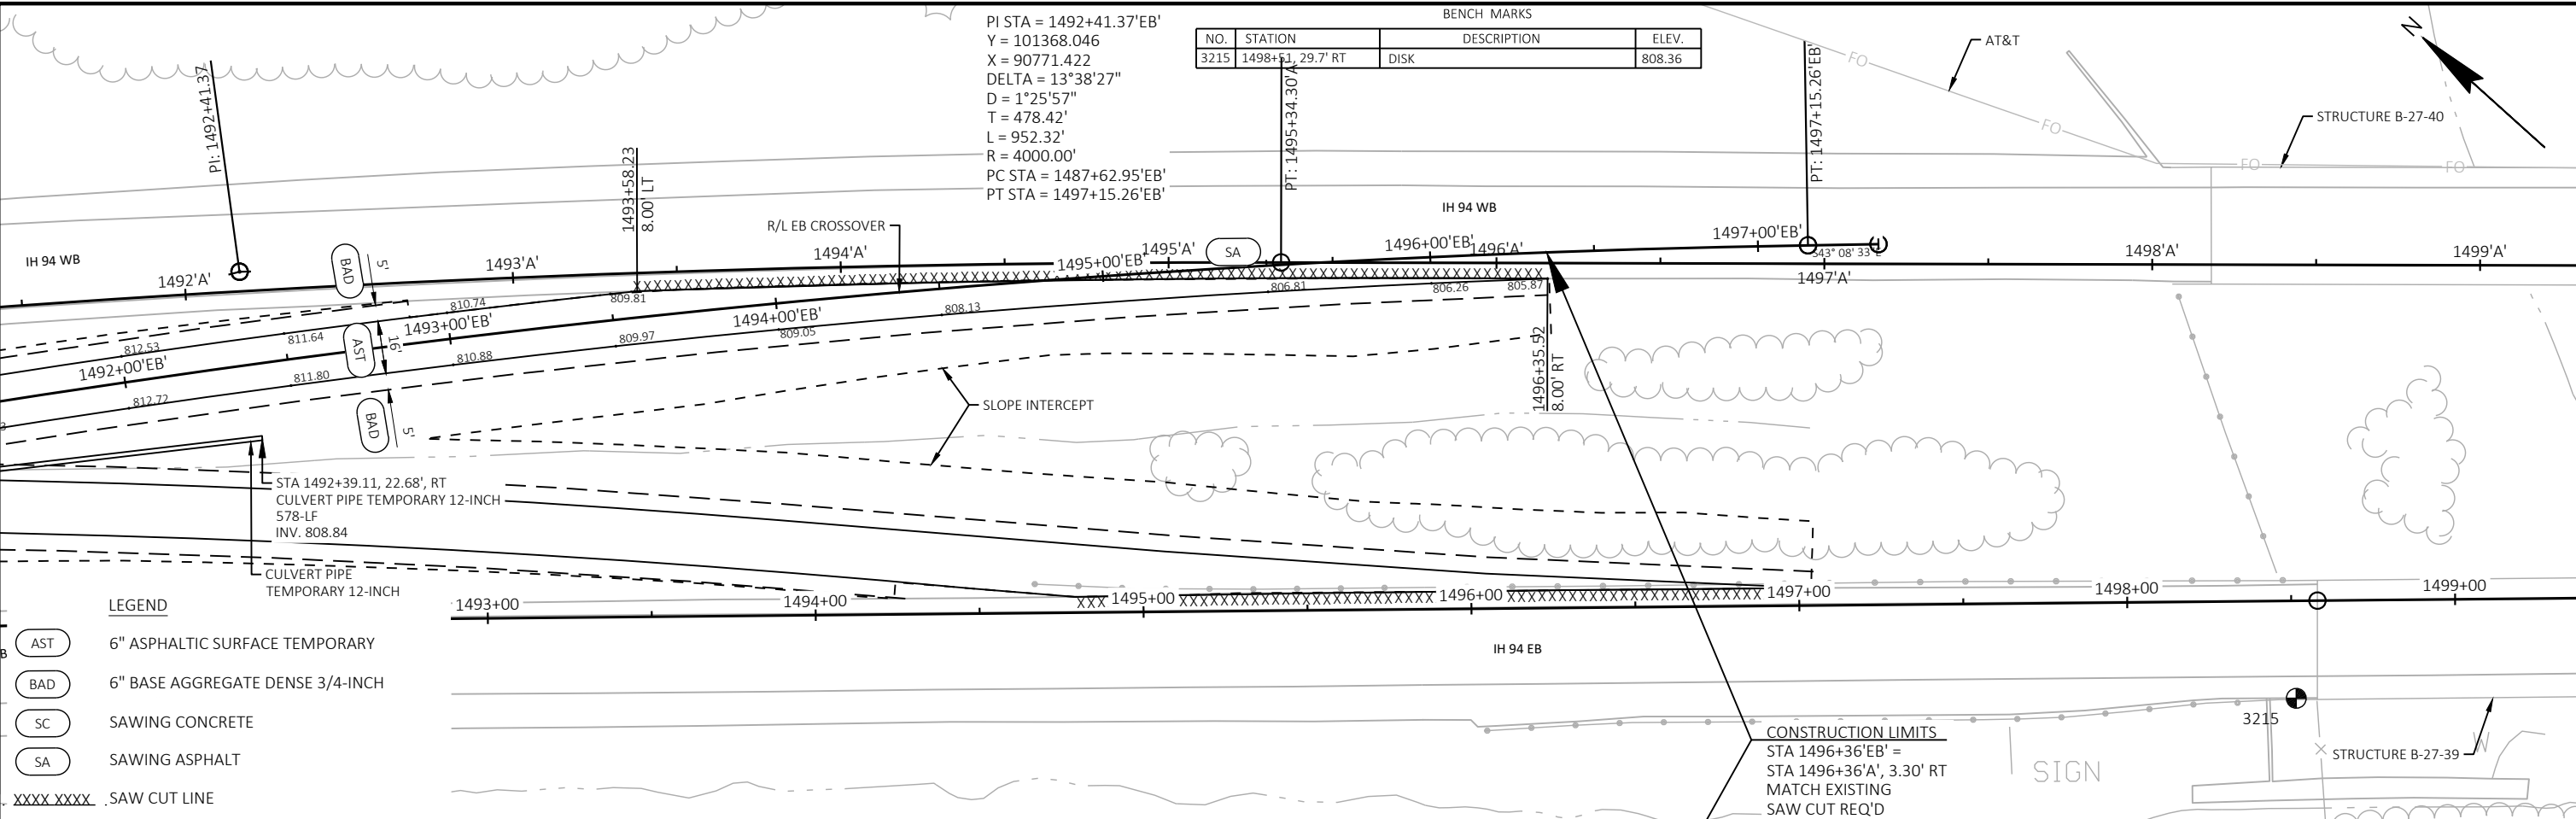 PI STA = 1492+41.37'EB'
Y = 101368.046
X = 90771.422
DELTA = 13°38'27"
D = 1°25'57"
T = 478.42'
L = 952.32'
R = 4000.00'
PC STA = 1487+62.95'EB'
PT STA = 1497+15.26'EB'
BENCH MARKS
NO. STATION DESCRIPTION ELEV.
3215 1498+51, 29.7' RT DISK 808.36
N
AT&T
FO
FO
FO
FO
STRUCTURE B-27-40
PI: 1492+41.37
1493+58.23
8.00' LT
PT: 1495+34.30'A'
PT: 1497+15.26'EB'
R/L EB CROSSOVER
IH 94 WB
IH 94 WB
SA
1492'A'
1493'A'
1494'A'
1495'A'
1496'A'
1497'A'
1498'A'
1499'A'
1492+00'EB'
1493+00'EB'
1494+00'EB'
1495+00'EB'
1496+00'EB'
1497+00'EB'
S43° 08' 33"E
BAD
5'
AST
16'
BAD
5'
812.53
811.64
810.74
809.81
812.72
811.80
810.88
809.97
809.05
808.13
806.81
806.26
805.87
1496+35.52
8.00' RT
SLOPE INTERCEPT
STA 1492+39.11, 22.68', RT
CULVERT PIPE TEMPORARY 12-INCH
578-LF
INV. 808.84
CULVERT PIPE
TEMPORARY 12-INCH
1493+00
1494+00
XXX
1495+00
XXXXXXXXXXXXXXXXXXXXXXX
1496+00
1497+00
1498+00
1499+00
IH 94 EB
3215
STRUCTURE B-27-39
SIGN
W
CONSTRUCTION LIMITS
STA 1496+36'EB' =
STA 1496+36'A', 3.30' RT
MATCH EXISTING
SAW CUT REQ'D
LEGEND
AST 6" ASPHALTIC SURFACE TEMPORARY
BAD 6" BASE AGGREGATE DENSE 3/4-INCH
SC SAWING CONCRETE
SA SAWING ASPHALT
XXXX XXXX SAW CUT LINE